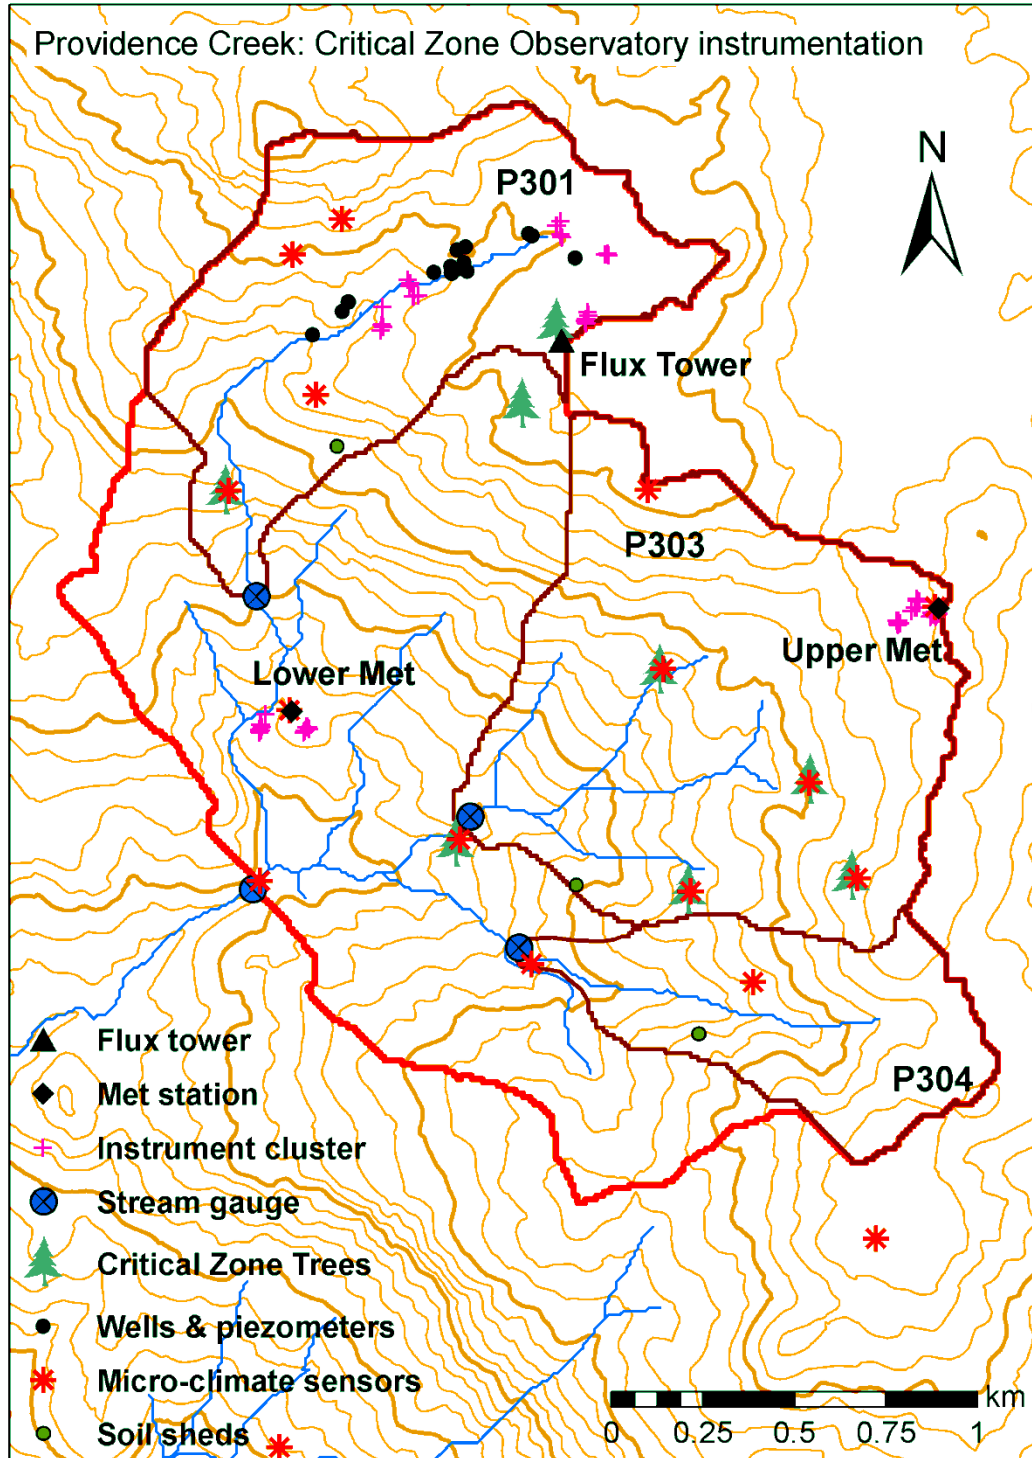 Providence Creek: Critical Zone Observatory instrumentation
N
P301
Flux Tower
P303
Upper Met
Lower Met
P304
Flux tower
Met station
Instrument cluster
Stream gauge
Critical Zone Trees
Wells & piezometers
Micro-climate sensors
Soil sheds
km
0 0.25 0.5 0.75 1